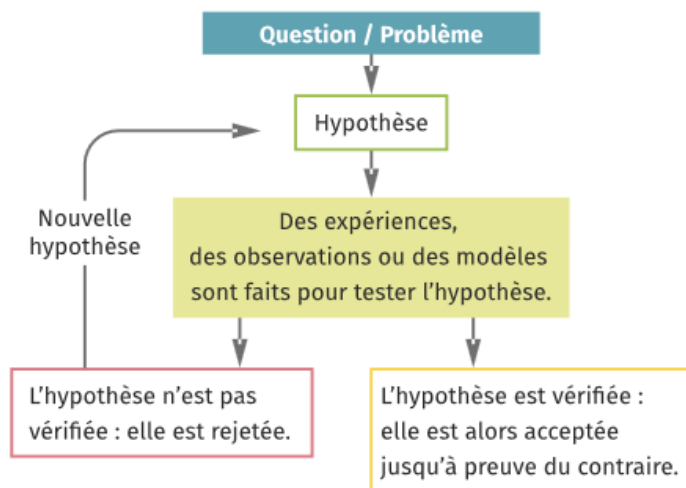 Question / Problème
Hypothèse
Nouvelle
hypothèse
Des expériences,
des observations ou des modèles
sont faits pour tester l’hypothèse.
L’hypothèse n’est pas
vérifiée : elle est rejetée.
L’hypothèse est vérifiée :
elle est alors acceptée
jusqu’à preuve du contraire.